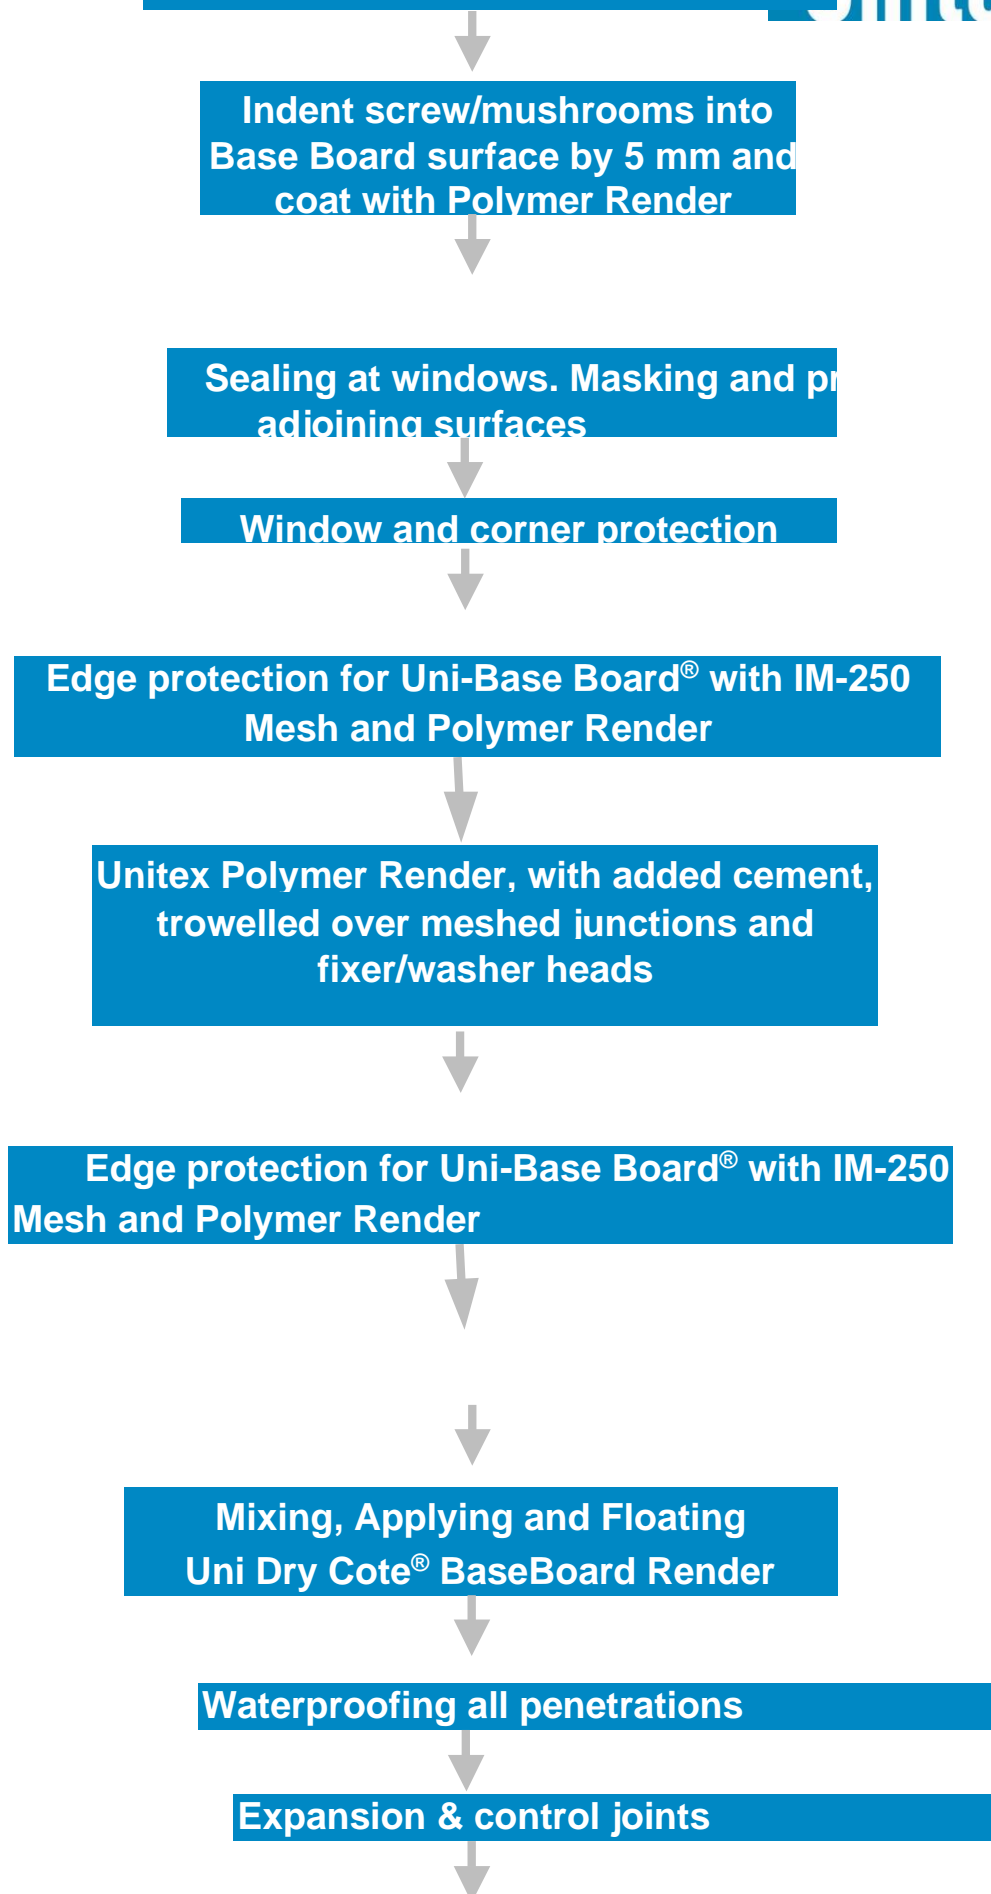 Indent screw/mushrooms into
Base Board surface by 5 mm and
coat with Polymer Render
Sealing at windows. Masking and
adjoining surfaces
Window and corner protection
Edge protection for Uni-Base Board® with IM-250
Mesh and Polymer Render
Unitex Polymer Render, with added cement,
trowelled over meshed junctions and
fixer/washer heads
Edge protection for Uni-Base Board® with IM-250
Mesh and Polymer Render
Mixing, Applying and Floating
Uni Dry Cote® BaseBoard Render
Waterproofing all penetrations
Expansion & control joints